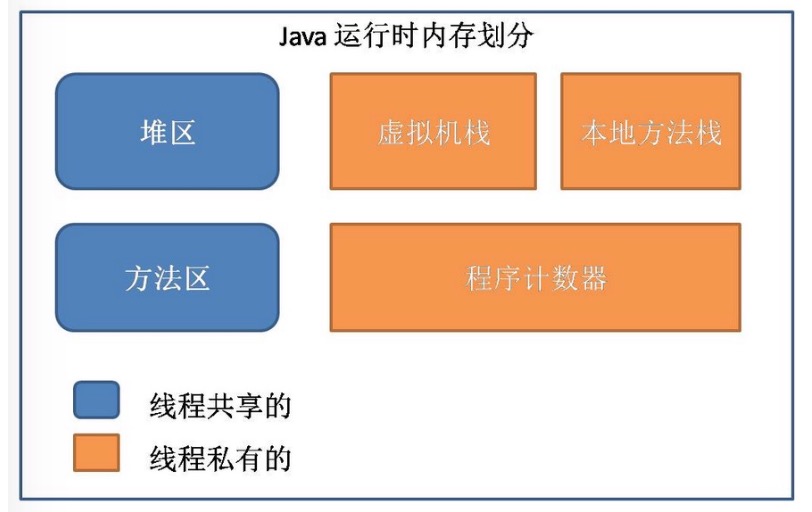 Java 运行时内存划分
堆区
虚拟机栈
本地方法栈
方法区
程序计数器
线程共享的
线程私有的